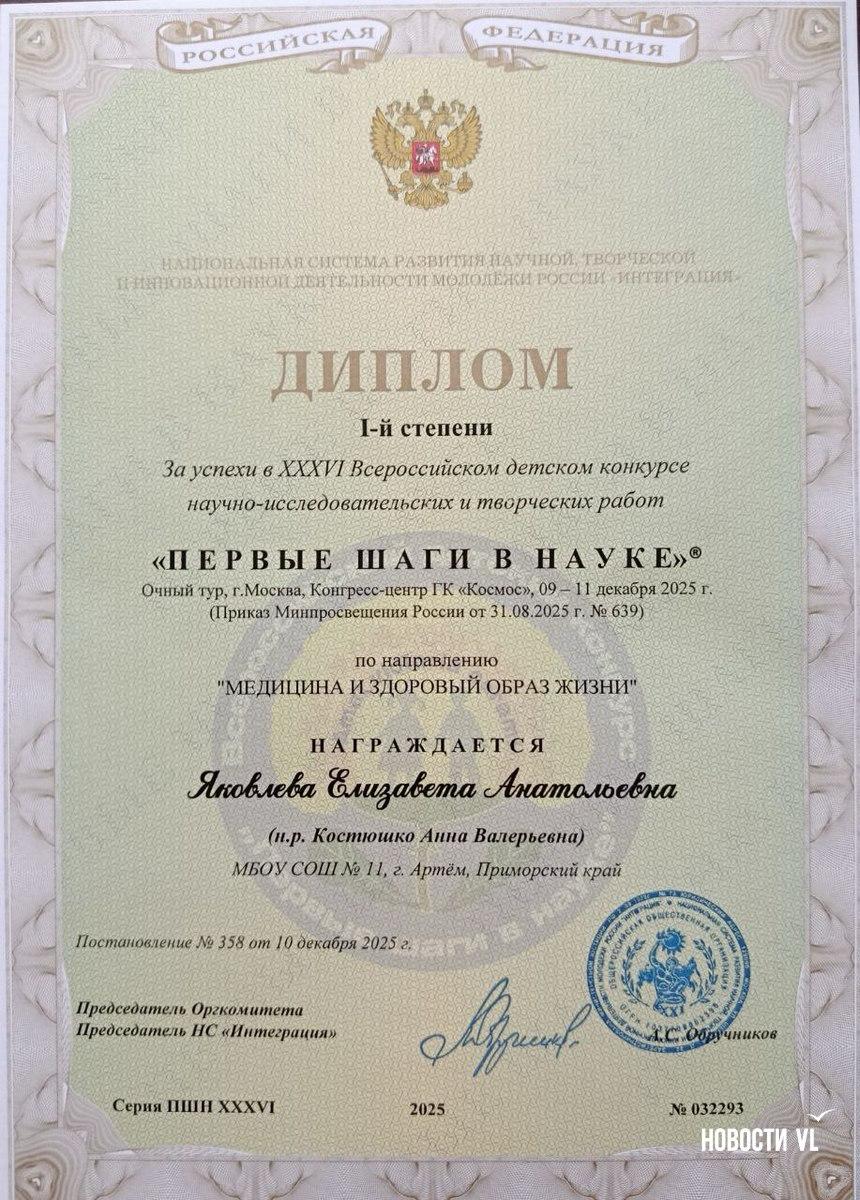 РОССИЙСКАЯ ФЕДЕРАЦИЯ
НАЦИОНАЛЬНАЯ СИСТЕМА РАЗВИТИЯ НАУЧНОЙ, ТВОРЧЕСКОЙ
И ИННОВАЦИОННОЙ ДЕЯТЕЛЬНОСТИ МОЛОДЁЖИ РОССИИ «ИНТЕГРАЦИЯ»
ДИПЛОМ
I-й степени
За успехи в XXXVI Всероссийском детском конкурсе
научно-исследовательских и творческих работ
«ПЕРВЫЕ ШАГИ В НАУКЕ»®
Очный тур, г.Москва, Конгресс-центр ГК «Космос», 09 – 11 декабря 2025 г.
(Приказ Минпросвещения России от 31.08.2025 г. № 639)
по направлению
"МЕДИЦИНА И ЗДОРОВЫЙ ОБРАЗ ЖИЗНИ"
НАГРАЖДАЕТСЯ
Яковлева Елизавета Анатольевна
(н.р. Костюшко Анна Валерьевна)
МБОУ СОШ № 11, г. Артём, Приморский край
Постановление № 358 от 10 декабря 2025 г.
ОБЩЕРОССИЙСКАЯ ОБЩЕСТВЕННАЯ ОРГАНИЗАЦИЯ
XXI
Председатель Оргкомитета
Председатель НС «Интеграция»
А.С. Обручников
Серия ПШН XXXVI
2025
№ 032293
НОВОСТИ VL